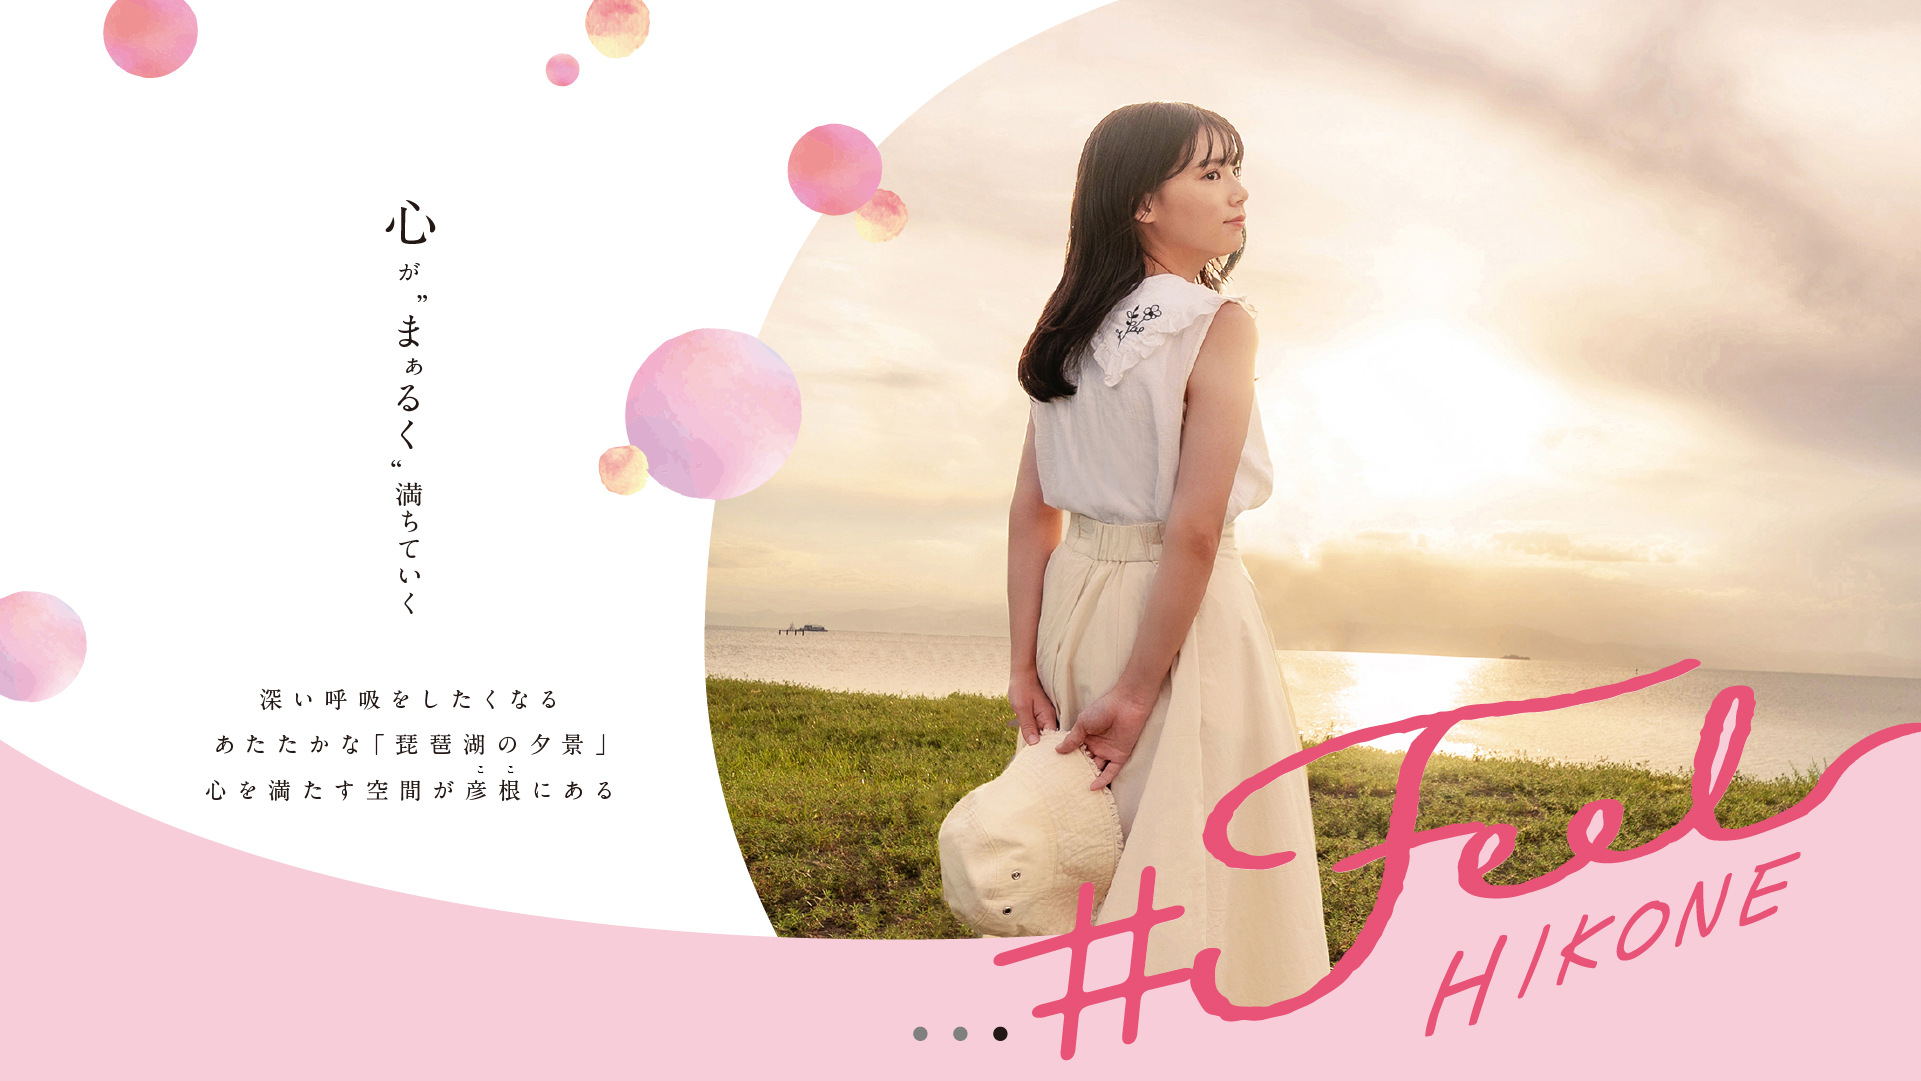 心が”まぁるく“満ちていく
深い呼吸をしたくなる
あたたかな「琵琶湖の夕景」
ここ
心を満たす空間が彦根にある
#Feel
HIKONE